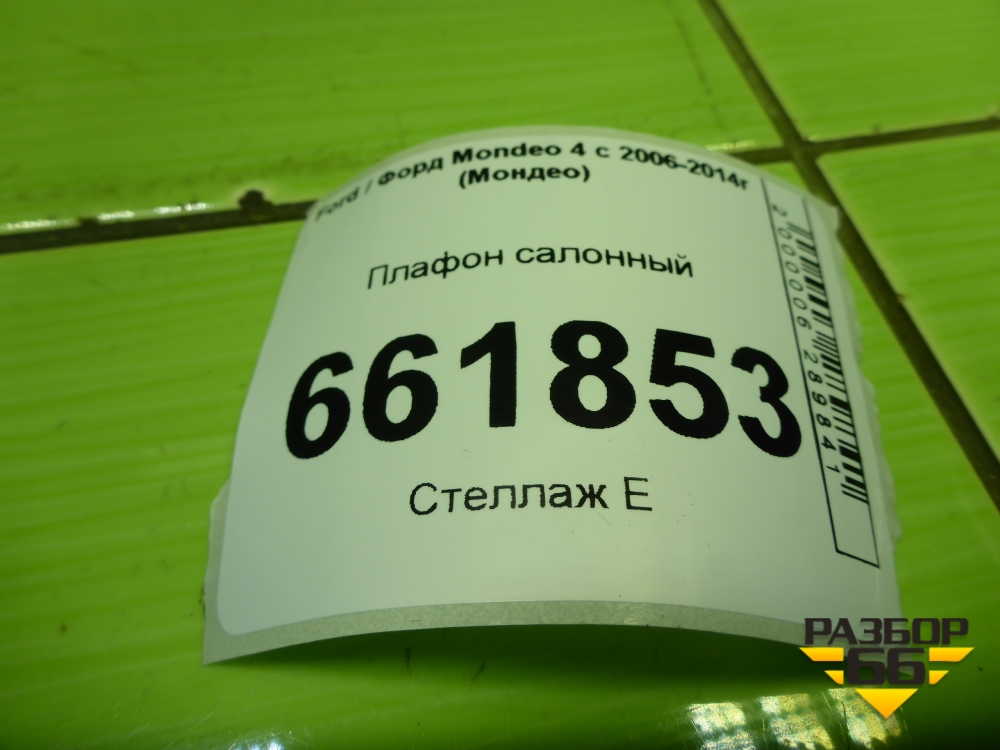 Ford / Форд Mondeo 4 с 2006-2014г
(Мондео)
Плафон салонный
661853
Стеллаж Е
2000006289841
РАЗБОР
66